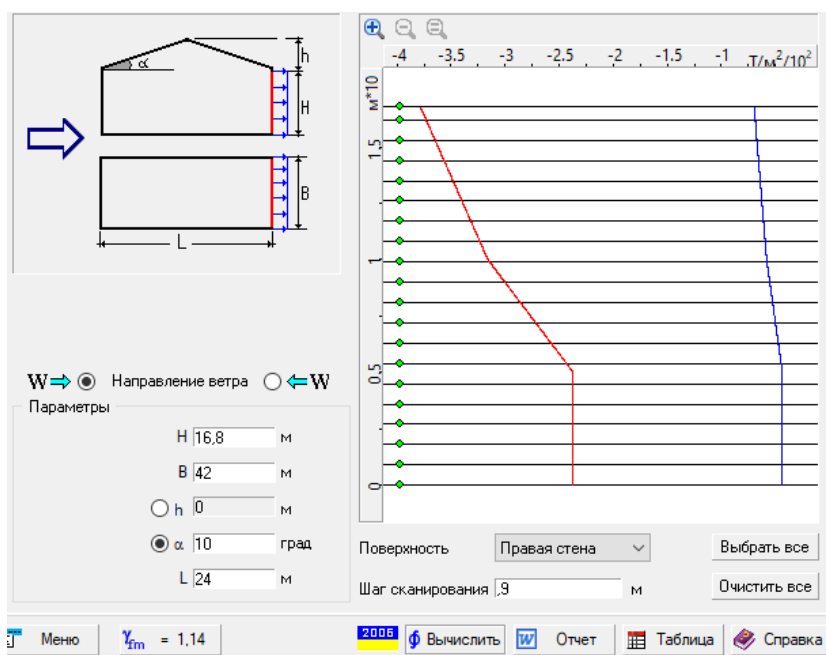 h
α
H
B
L
-4 -3.5 -3 -2.5 -2 -1.5 -1 Т/м²/10²
м*10
1,5
1
0,5
0
W Направление ветра W
Параметры
H 16,8 м
B 42 м
h 0 м
α 10 град
L 24 м
Поверхность Правая стена Выбрать все
Шаг сканирования ,9 м Очистить все
Меню γfm = 1,14 2006 Вычислить W Отчет Таблица Справка